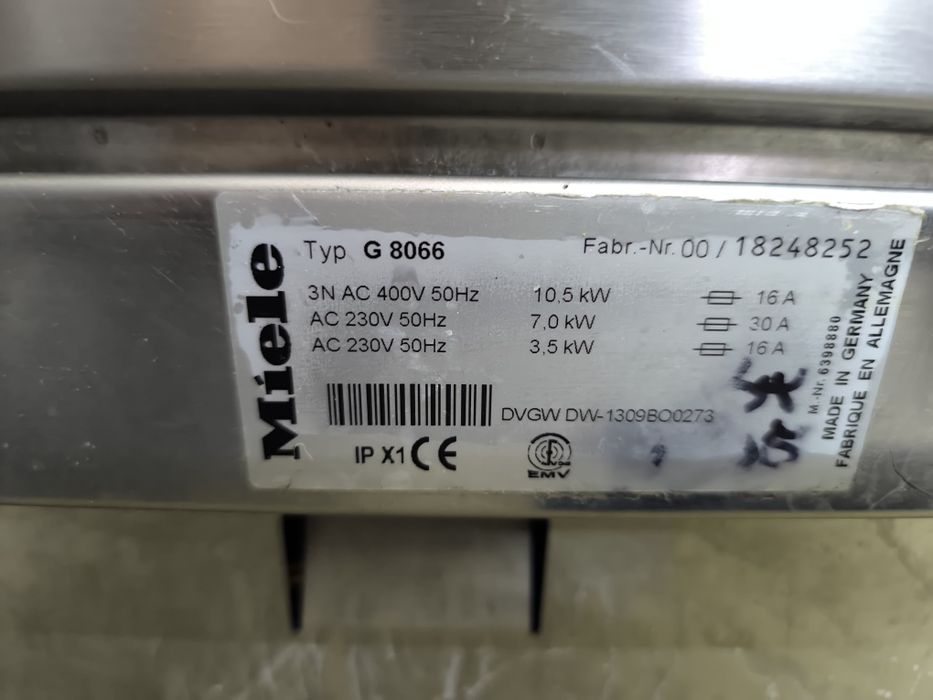 Miele
Typ G 8066 Fabr.-Nr. 00 / 18248252
3N AC 400V 50Hz 10,5 kW 16 A
AC 230V 50Hz 7,0 kW 30 A
AC 230V 50Hz 3,5 kW 16 A
DVGW DW-1309BO0273
IP X1 CE
EMV
M.-Nr. 6398880
MADE IN GERMANY
FABRIQUE EN ALLEMAGNE